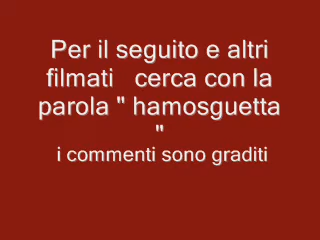 Per il seguito e altri
filmati   cerca con la
parola " hamosguetta
"
i commenti sono graditi